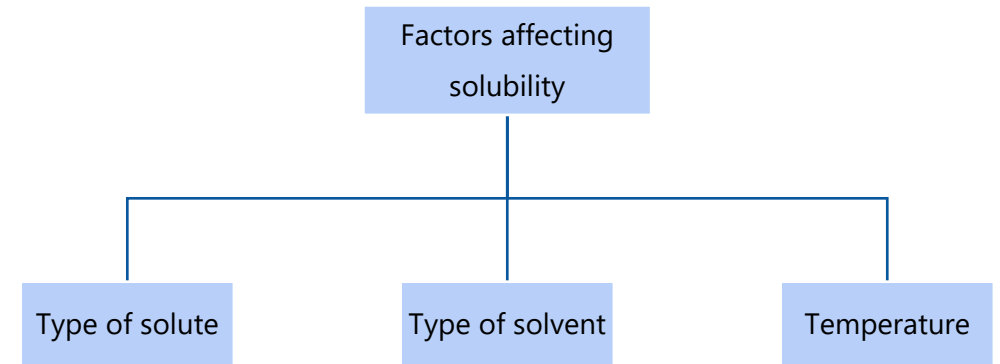 Factors affecting
solubility
Type of solute
Type of solvent
Temperature